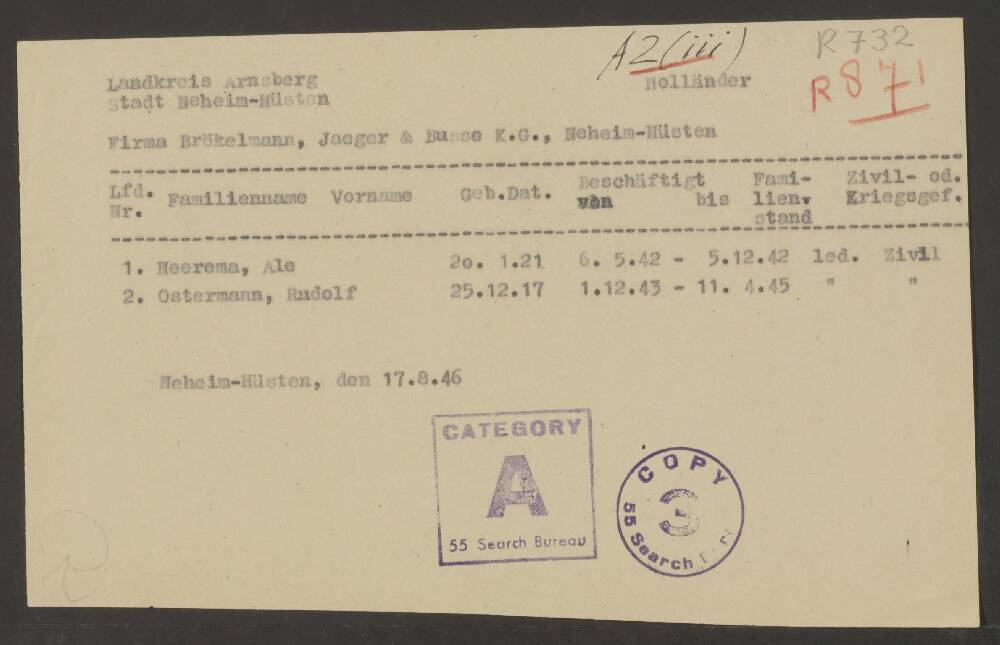 A2(iii)
R732
R871
Landkreis Arnsberg
Stadt Neheim-Hüsten
Holländer
Firma Brökelmann, Jaeger & Busse K.G., Neheim-Hüsten
Lfd. Nr. Familienname Vorname Geb.Dat. Beschäftigt von bis Fami-lien-stand Zivil- od. Kriegsgef.
1. Heerema, Ale 20. 1.21 6. 5.42 - 5.12.42 led. Zivil
2. Ostermann, Rudolf 25.12.17 1.12.43 - 11. 4.45 " "
Neheim-Hüsten, den 17.8.46
CATEGORY
A
55 Search Bureau
COPY
3
55 Search